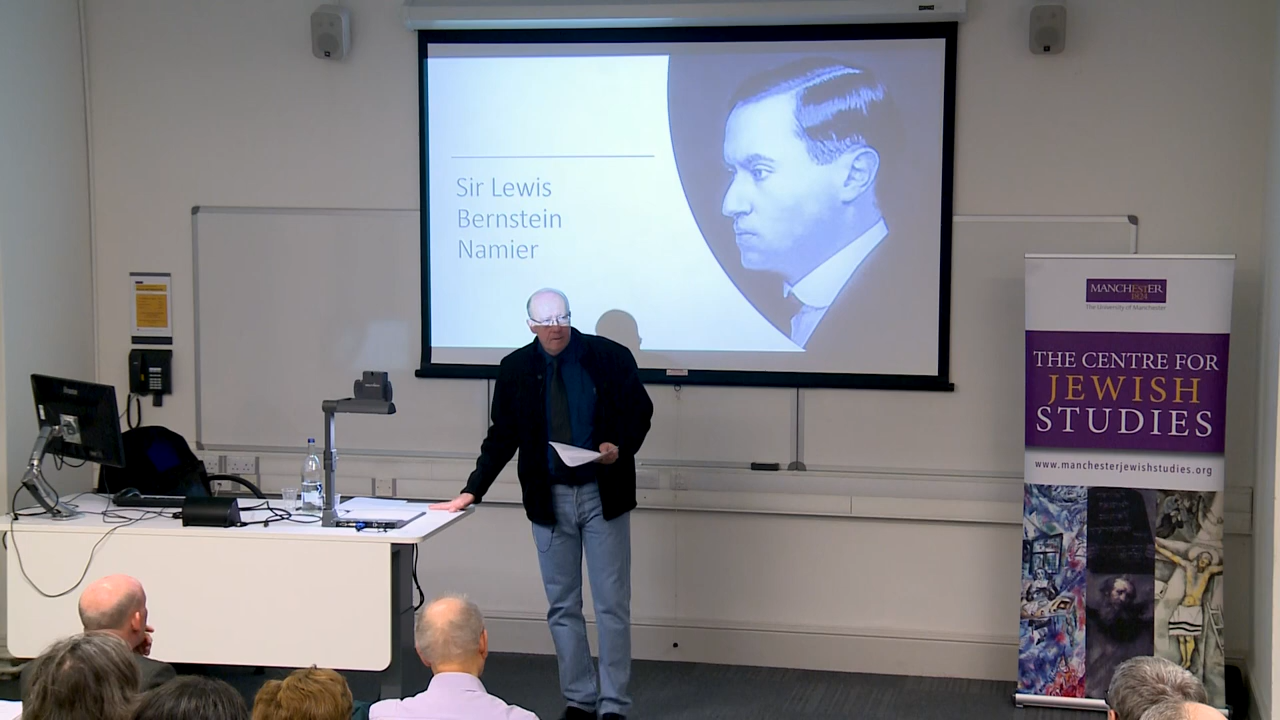 Sir Lewis
Bernstein
Namier
MANCHESTER
1824
The University of Manchester
THE CENTRE FOR
JEWISH
STUDIES
www.manchesterjewishstudies.org